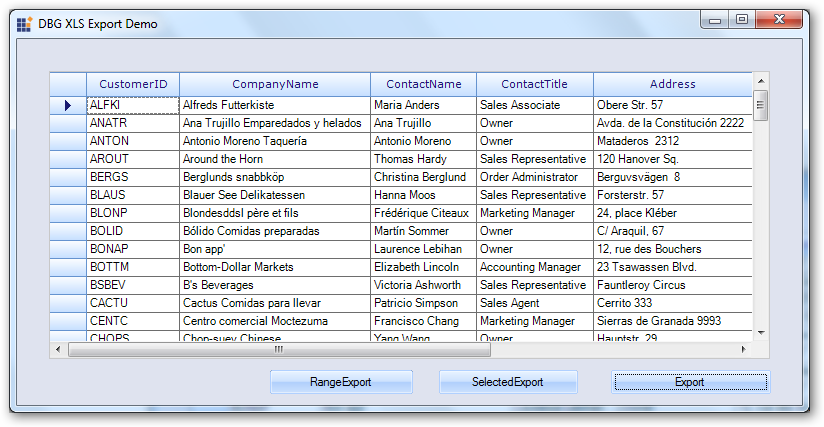 DBG XLS Export Demo
CustomerID CompanyName ContactName ContactTitle Address
ALFKI Alfreds Futterkiste Maria Anders Sales Associate Obere Str. 57
ANATR Ana Trujillo Emparedados y helados Ana Trujillo Owner Avda. de la Constitución 2222
ANTON Antonio Moreno Taquería Antonio Moreno Owner Mataderos 2312
AROUT Around the Horn Thomas Hardy Sales Representative 120 Hanover Sq.
BERGS Berglunds snabbköp Christina Berglund Order Administrator Berguvsvägen 8
BLAUS Blauer See Delikatessen Hanna Moos Sales Representative Forsterstr. 57
BLONP Blondesddsl père et fils Frédérique Citeaux Marketing Manager 24, place Kléber
BOLID Bólido Comidas preparadas Martín Sommer Owner C/ Araquil, 67
BONAP Bon app' Laurence Lebihan Owner 12, rue des Bouchers
BOTTM Bottom-Dollar Markets Elizabeth Lincoln Accounting Manager 23 Tsawassen Blvd.
BSBEV B's Beverages Victoria Ashworth Sales Representative Fauntleroy Circus
CACTU Cactus Comidas para llevar Patricio Simpson Sales Agent Cerrito 333
CENTC Centro comercial Moctezuma Francisco Chang Marketing Manager Sierras de Granada 9993
CHOPS Chop-suey Chinese Yang Wang Owner Hauptstr. 29
RangeExport SelectedExport Export